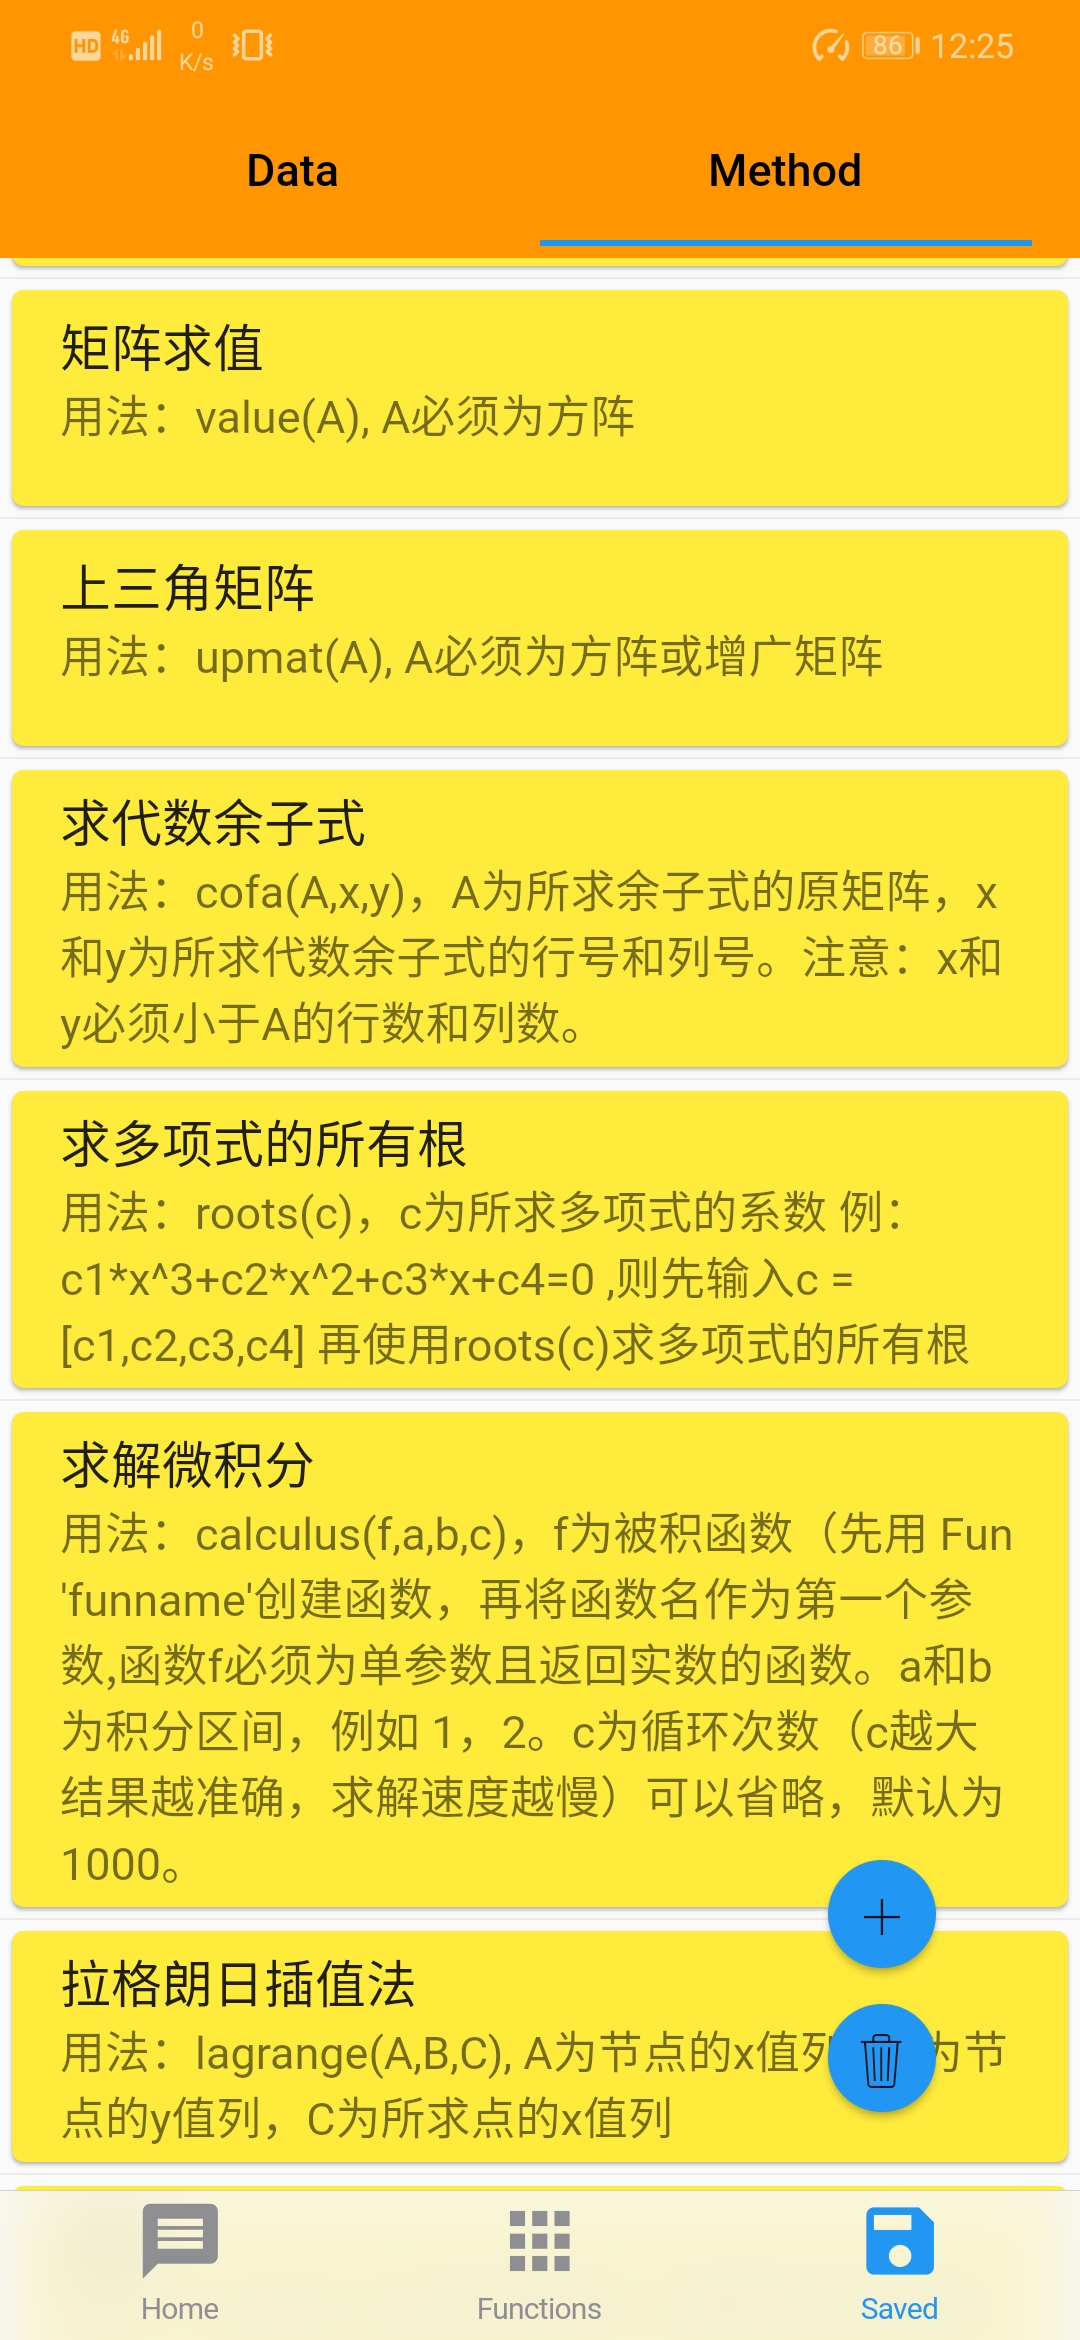 HD 4G 0 K/s 86 12:25
Data Method
矩阵求值
用法：value(A), A必须为方阵
上三角矩阵
用法：upmat(A), A必须为方阵或增广矩阵
求代数余子式
用法：cofa(A,x,y)，A为所求余子式的原矩阵，x
和y为所求代数余子式的行号和列号。注意：x和
y必须小于A的行数和列数。
求多项式的所有根
用法：roots(c)，c为所求多项式的系数 例：
c1*x^3+c2*x^2+c3*x+c4=0 ,则先输入c =
[c1,c2,c3,c4] 再使用roots(c)求多项式的所有根
求解微积分
用法：calculus(f,a,b,c)，f为被积函数（先用 Fun
'funname'创建函数，再将函数名作为第一个参
数,函数f必须为单参数且返回实数的函数。a和b
为积分区间，例如 1，2。c为循环次数（c越大
结果越准确，求解速度越慢）可以省略，默认为
1000。
拉格朗日插值法
用法：lagrange(A,B,C), A为节点的x值列 为节
点的y值列，C为所求点的x值列
Home Functions Saved